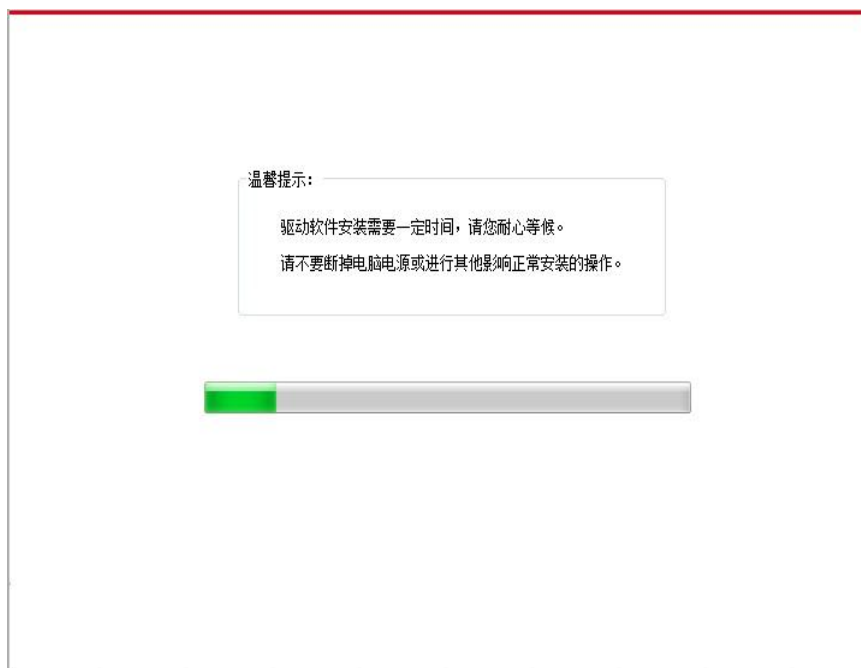 温馨提示：
驱动软件安装需要一定时间，请您耐心等候。
请不要断掉电脑电源或进行其他影响正常安装的操作。